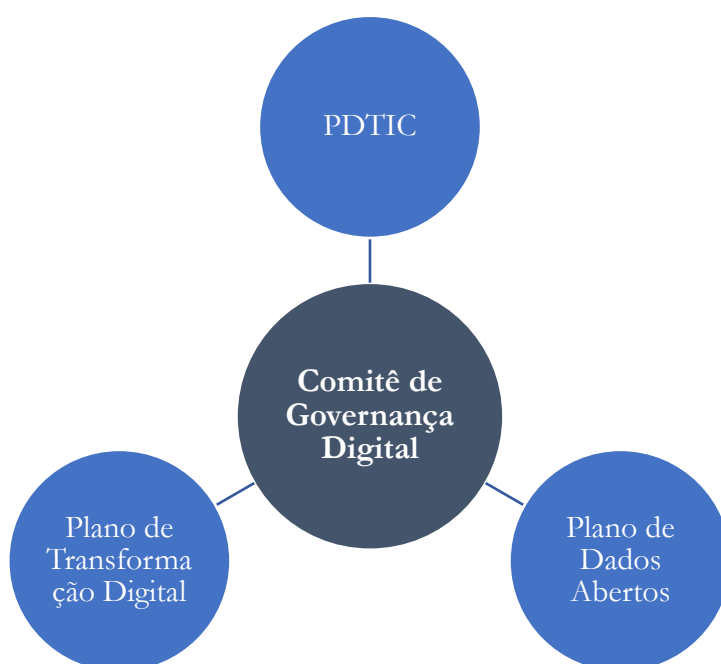 PDTIC
Comitê de
Governança
Digital
Plano de
Transforma
ção Digital
Plano de
Dados
Abertos